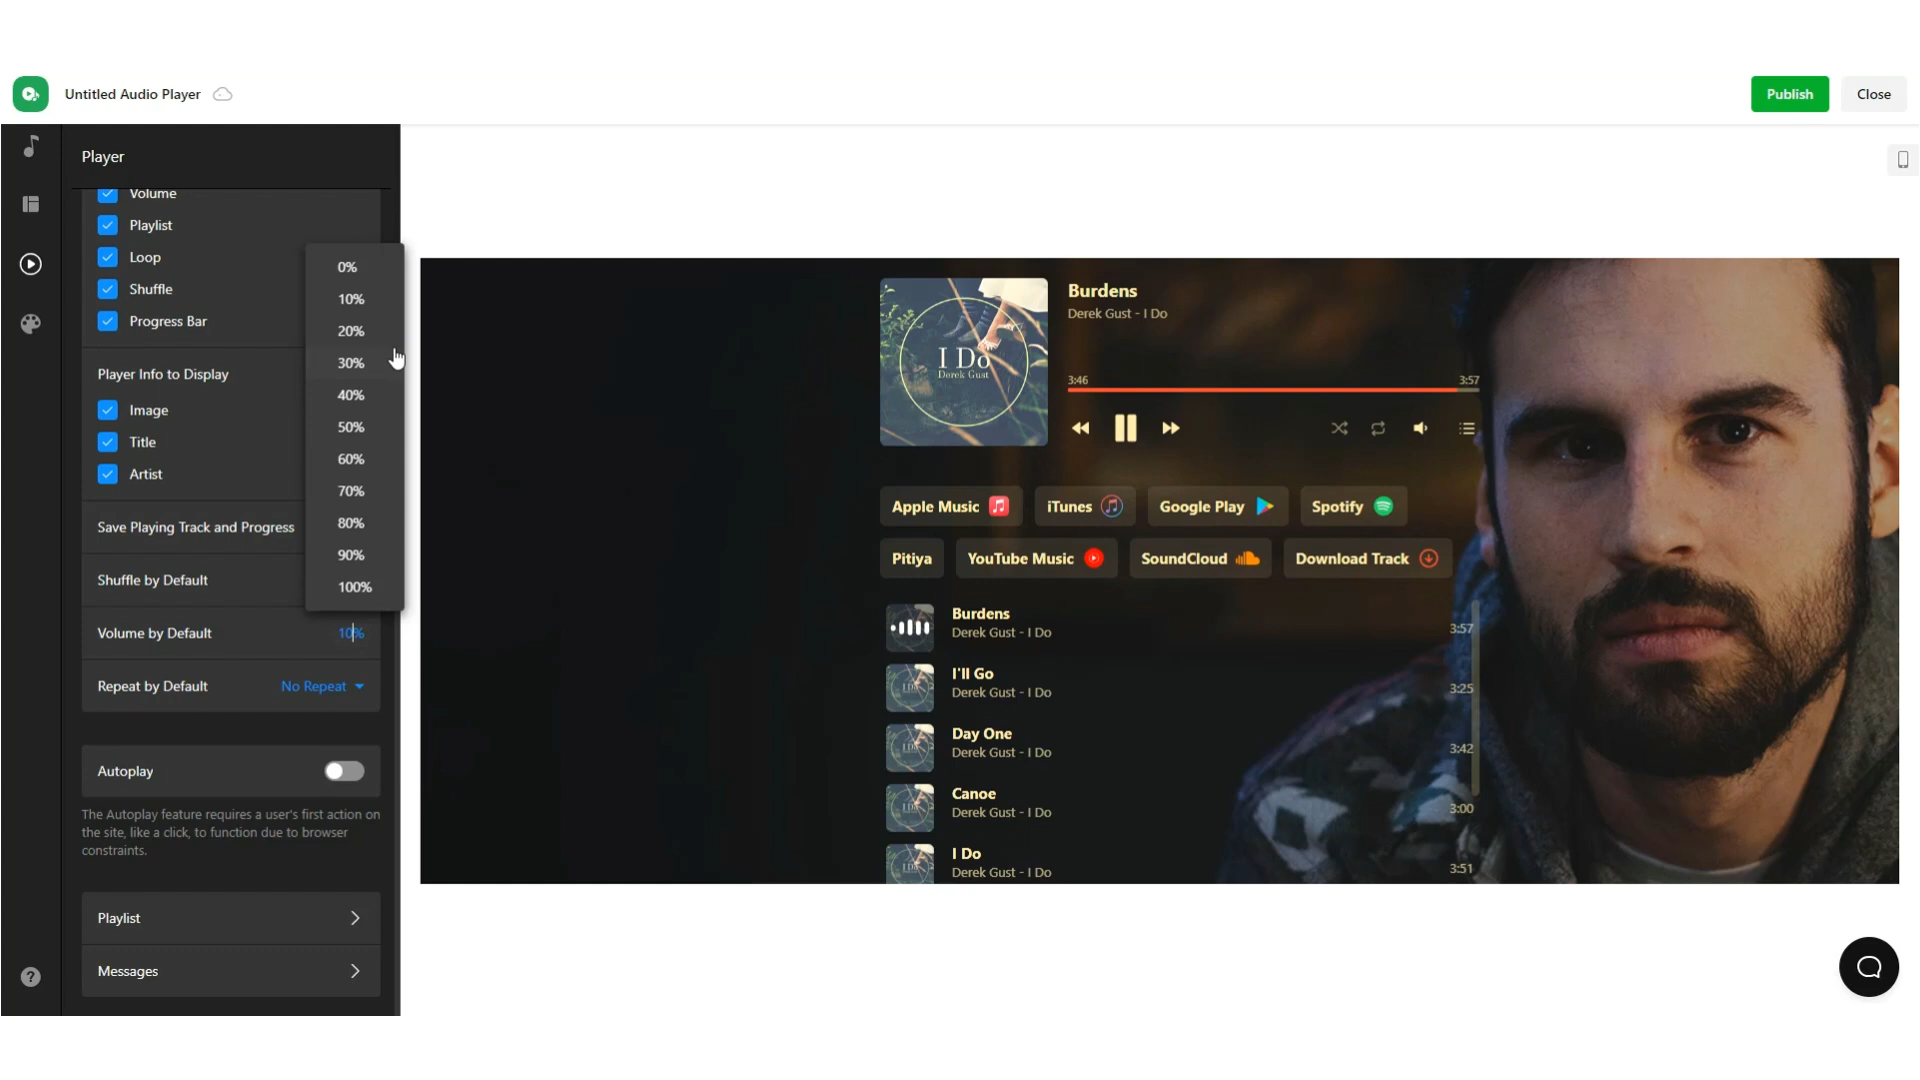 Untitled Audio Player
Publish
Close
Player
Volume
Playlist
Loop
Shuffle
Progress Bar
Player Info to Display
Image
Title
Artist
Save Playing Track and Progress
Shuffle by Default
Volume by Default
10%
Repeat by Default
No Repeat
0%
10%
20%
30%
40%
50%
60%
70%
80%
90%
100%
Autoplay
The Autoplay feature requires a user's first action on
the site, like a click, to function due to browser
constraints.
Playlist
Messages
?
I Do
Derek Gust
Burdens
Derek Gust - I Do
3:46
3:57
Apple Music
iTunes
Google Play
Spotify
Pitiya
YouTube Music
SoundCloud
Download Track
Burdens
Derek Gust - I Do
3:57
I'll Go
Derek Gust - I Do
3:25
Day One
Derek Gust - I Do
3:42
Canoe
Derek Gust - I Do
3:00
I Do
Derek Gust - I Do
3:51